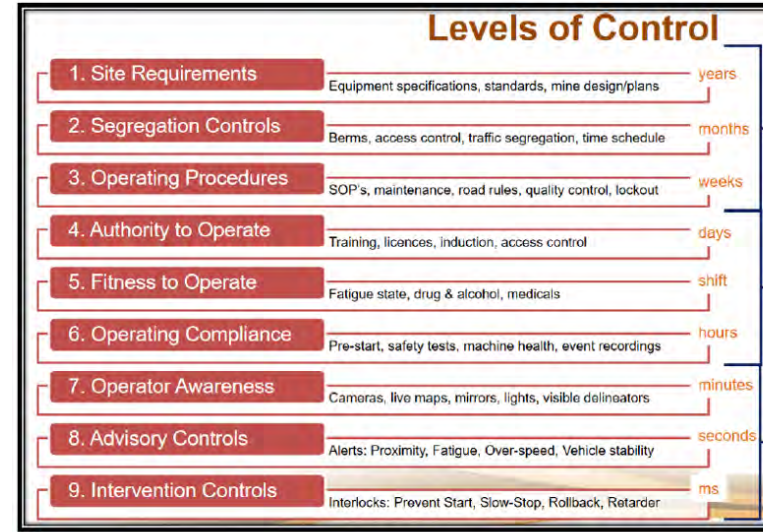 Levels of Control
1. Site Requirements
Equipment specifications, standards, mine design/plans
years
2. Segregation Controls
Berms, access control, traffic segregation, time schedule
months
3. Operating Procedures
SOP's, maintenance, road rules, quality control, lockout
weeks
4. Authority to Operate
Training, licences, induction, access control
days
5. Fitness to Operate
Fatigue state, drug & alcohol, medicals
shift
6. Operating Compliance
Pre-start, safety tests, machine health, event recordings
hours
7. Operator Awareness
Cameras, live maps, mirrors, lights, visible delineators
minutes
8. Advisory Controls
Alerts: Proximity, Fatigue, Over-speed, Vehicle stability
seconds
9. Intervention Controls
Interlocks: Prevent Start, Slow-Stop, Rollback, Retarder
ms